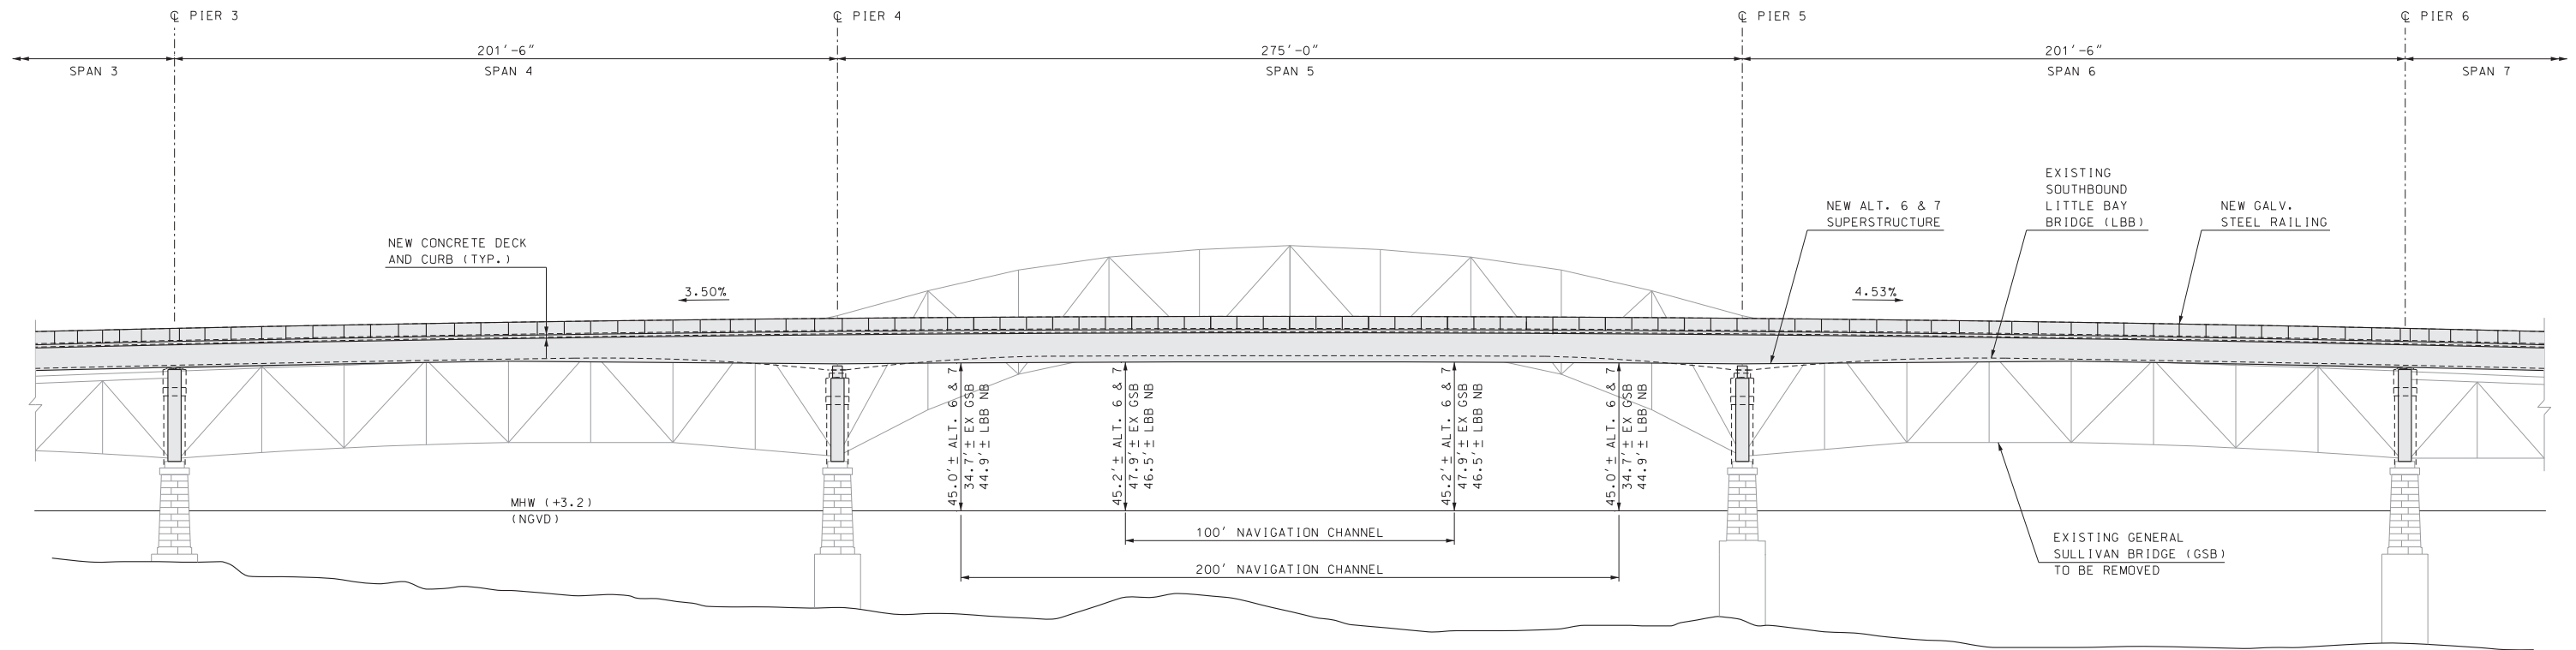 ℄ PIER 3
℄ PIER 4
℄ PIER 5
℄ PIER 6
201'-6"
275'-0"
201'-6"
SPAN 3
SPAN 4
SPAN 5
SPAN 6
SPAN 7
EXISTING
SOUTHBOUND
LITTLE BAY
BRIDGE (LBB)
NEW ALT. 6 & 7
SUPERSTRUCTURE
NEW GALV.
STEEL RAILING
NEW CONCRETE DECK
AND CURB (TYP.)
3.50%
4.53%
45.0'± ALT. 6 & 7
34.7'± EX GSB
44.9'± LBB NB
45.2'± ALT. 6 & 7
47.9'± EX GSB
46.5'± LBB NB
45.2'± ALT. 6 & 7
47.9'± EX GSB
46.5'± LBB NB
45.0'± ALT. 6 & 7
34.7'± EX GSB
44.9'± LBB NB
MHW (+3.2)
(NGVD)
100' NAVIGATION CHANNEL
200' NAVIGATION CHANNEL
EXISTING GENERAL
SULLIVAN BRIDGE (GSB)
TO BE REMOVED